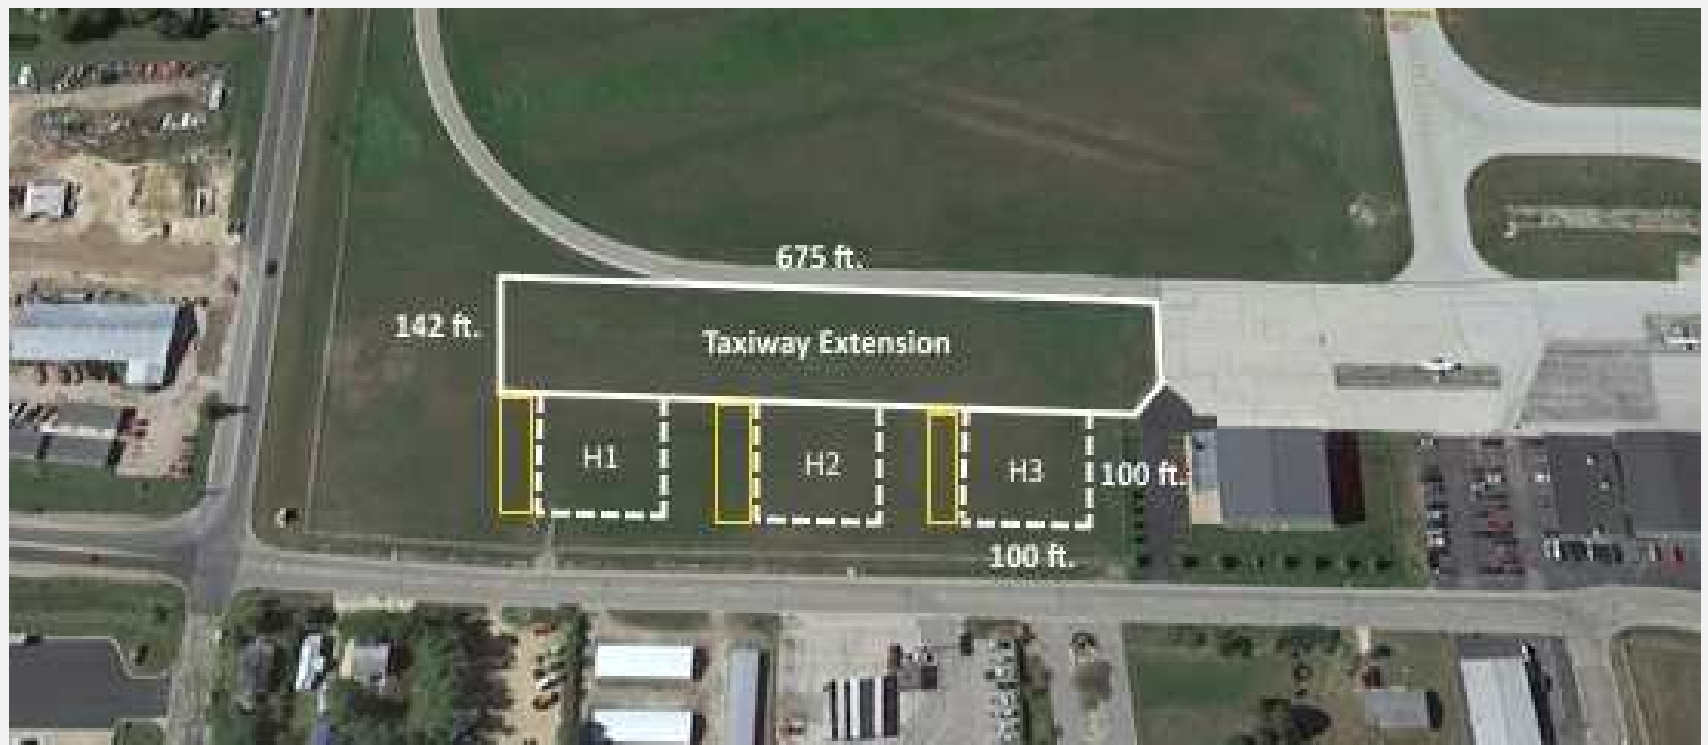 675 ft.
142 ft.
Taxiway Extension
H1
H2
H3
100 ft.
100 ft.